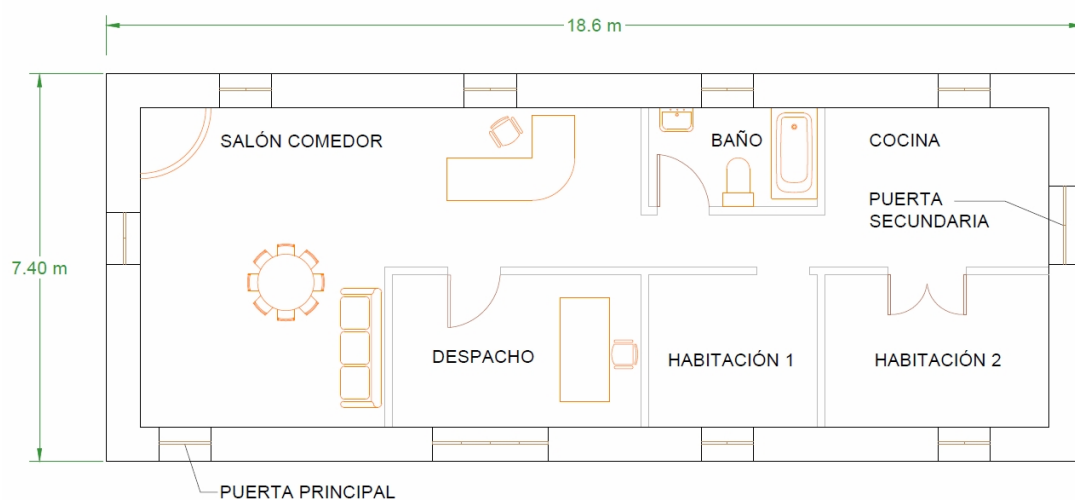 18.6 m
SALÓN COMEDOR
BAÑO
COCINA
PUERTA
SECUNDARIA
7.40 m
DESPACHO
HABITACIÓN 1
HABITACIÓN 2
PUERTA PRINCIPAL